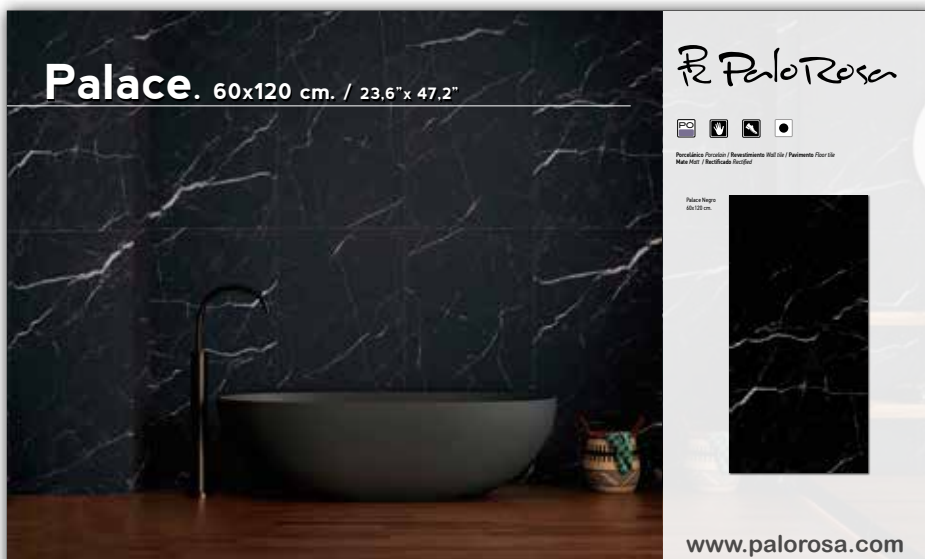 Palace. 60x120 cm. / 23,6”x 47,2”
PR PaloRosa
PO
Porcelánico Porcelain / Revestimiento Wall tile / Pavimento Floor tile
Mate Matt / Rectificado Rectified
Palace Negro
60x120 cm.
www.palorosa.com